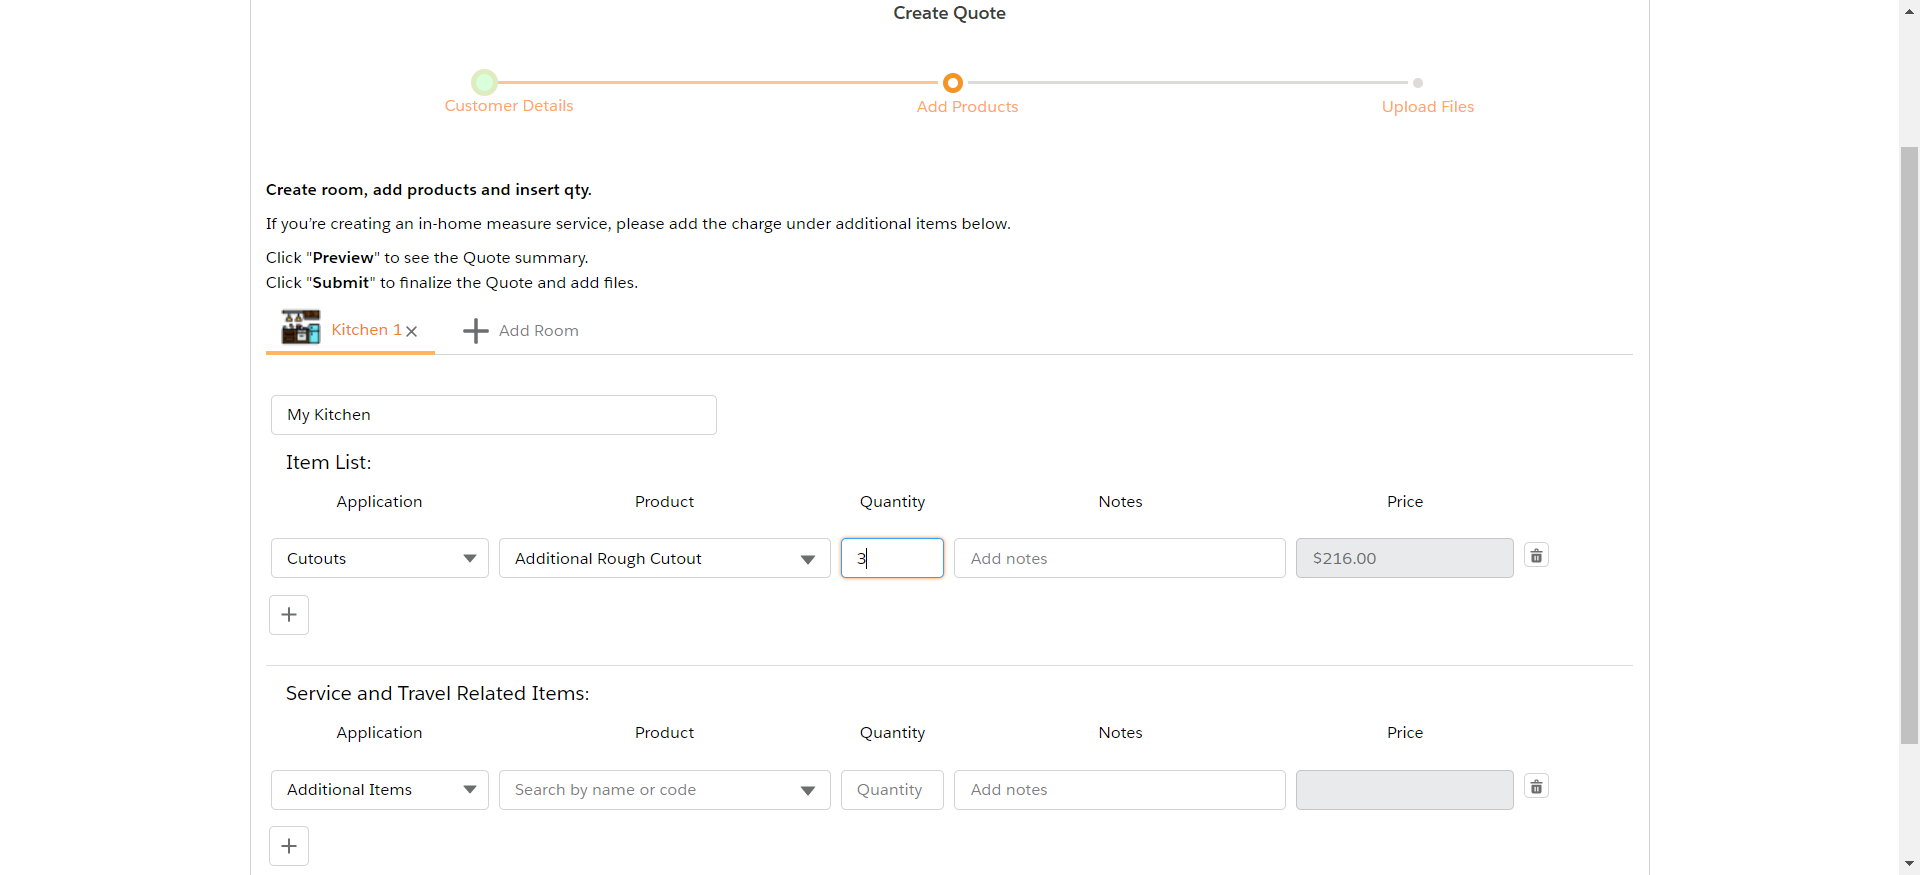 Create Quote
Customer Details
Add Products
Upload Files
Create room, add products and insert qty.
If you’re creating an in-home measure service, please add the charge under additional items below.
Click "Preview" to see the Quote summary.
Click "Submit" to finalize the Quote and add files.
Kitchen 1
Add Room
My Kitchen
Item List:
Application Product Quantity Notes Price
Cutouts Additional Rough Cutout 3 Add notes $216.00
Service and Travel Related Items:
Application Product Quantity Notes Price
Additional Items Search by name or code Quantity Add notes